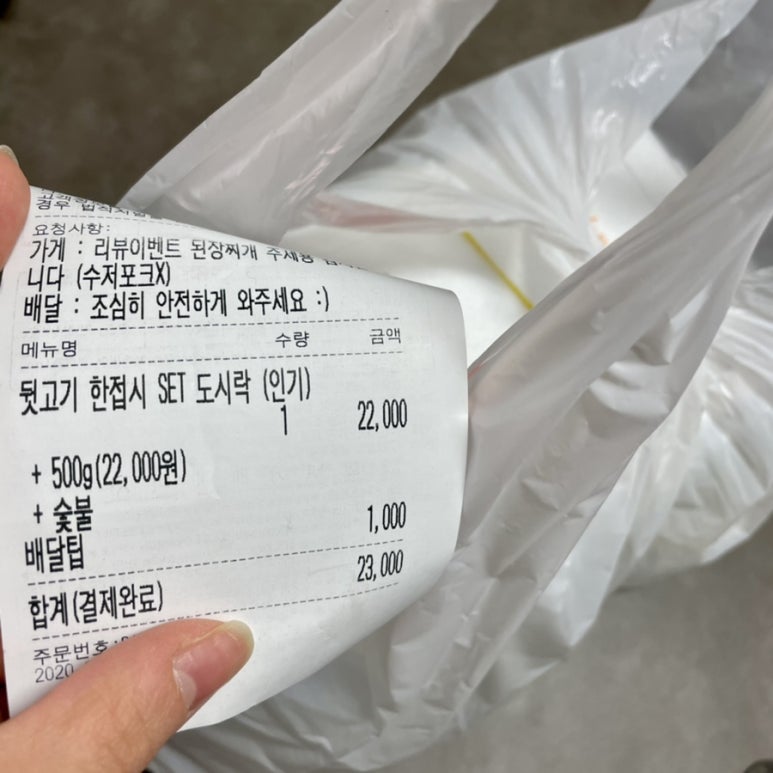 요청사항:
가게 : 리뷰이벤트 된장찌개
니다 (수저포크X)
배달 : 조심히 안전하게 와주세요 :)
메뉴명 수량 금액
뒷고기 한접시 SET 도시락 (인기)
1 22,000
+ 500g(22,000원)
+ 숯불
배달팁 1,000
합계(결제완료) 23,000
주문번호:
2020